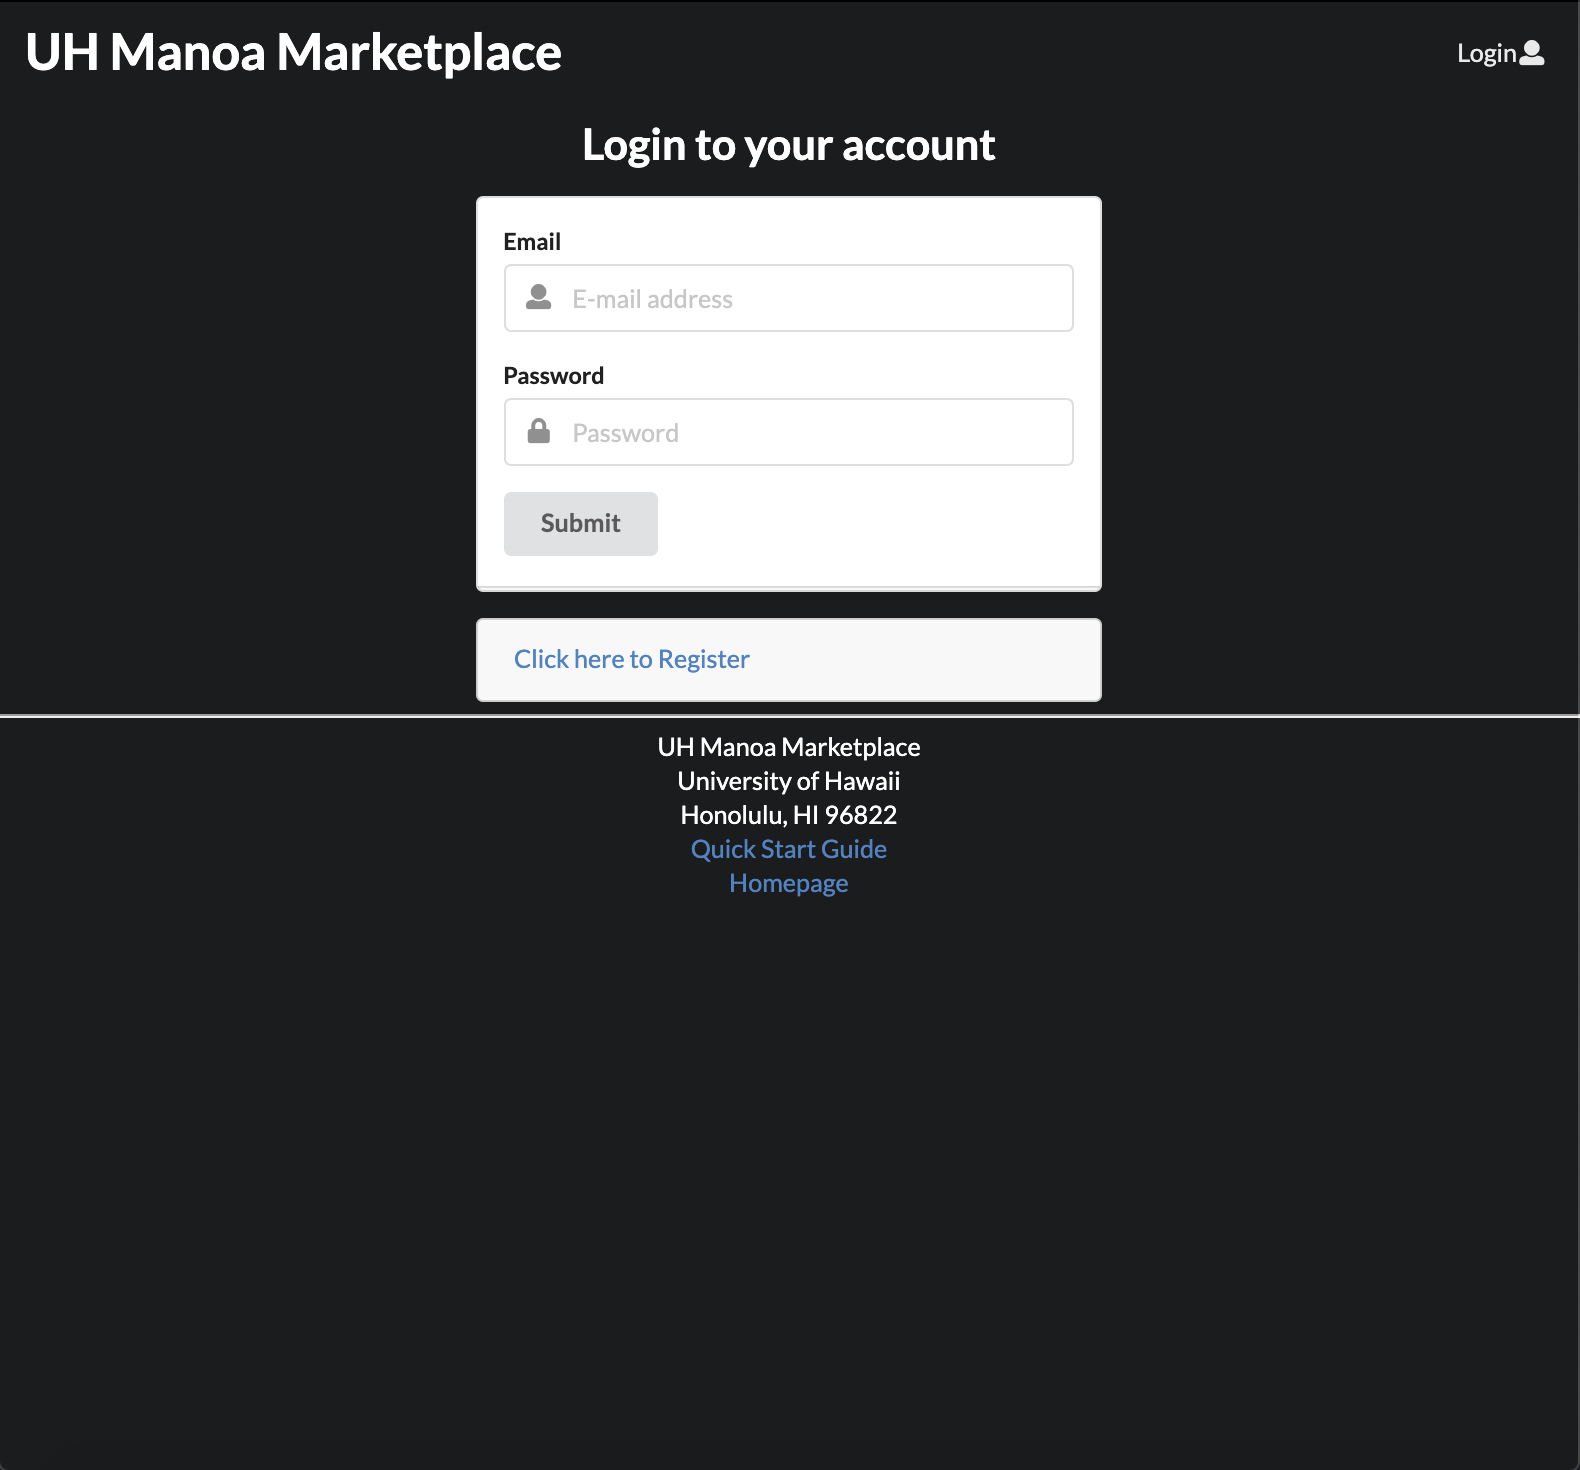 UH Manoa Marketplace
Login
Login to your account
Email
E-mail address
Password
Password
Submit
Click here to Register
UH Manoa Marketplace
University of Hawaii
Honolulu, HI 96822
Quick Start Guide
Homepage